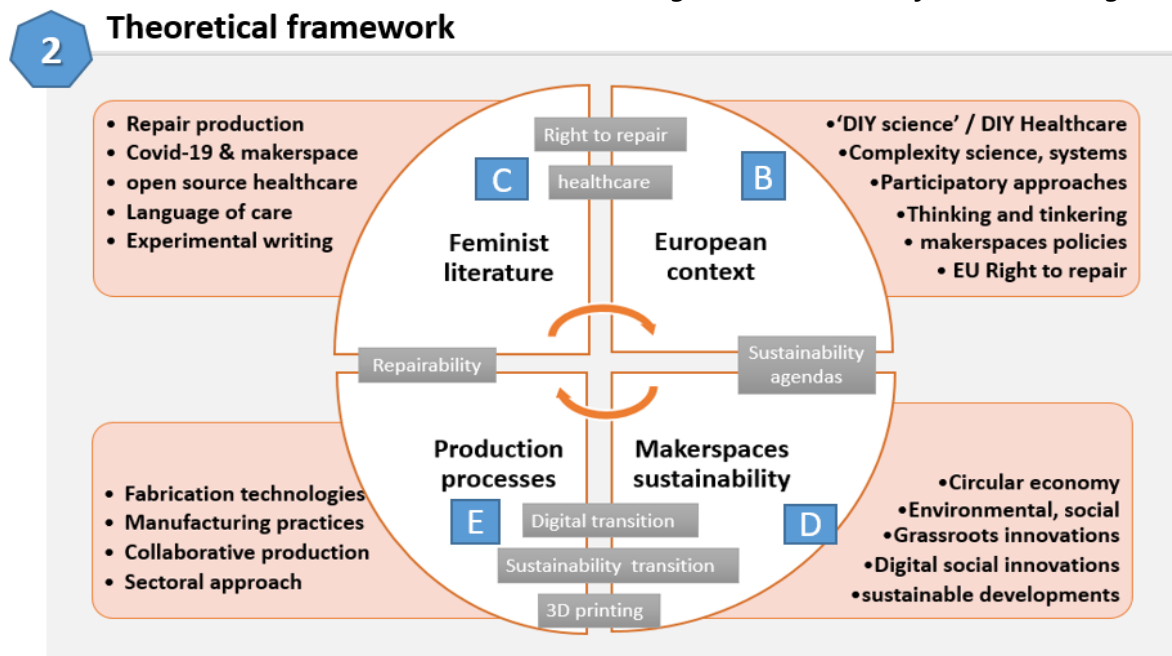 Theoretical framework
2
• Repair production
• Covid-19 & makerspace
• open source healthcare
• Language of care
• Experimental writing
Right to repair
healthcare
C
B
Feminist
literature
European
context
•‘DIY science’ / DIY Healthcare
•Complexity science, systems
•Participatory approaches
•Thinking and tinkering
• makerspaces policies
• EU Right to repair
Repairability
Sustainability
agendas
• Fabrication technologies
• Manufacturing practices
• Collaborative production
• Sectoral approach
Production
processes
Makerspaces
sustainability
E
D
Digital transition
Sustainability transition
3D printing
•Circular economy
•Environmental, social
•Grassroots innovations
•Digital social innovations
•sustainable developments